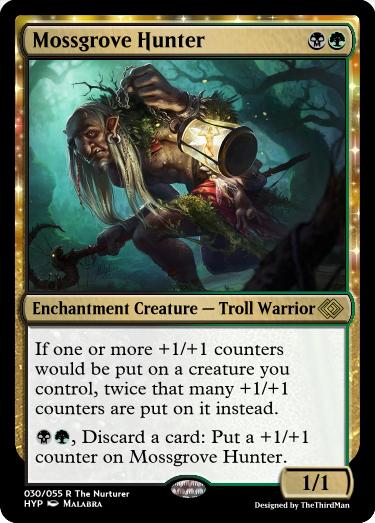 Mossgrove Hunter
Enchantment Creature — Troll Warrior
If one or more +1/+1 counters
would be put on a creature you
control, twice that many +1/+1
counters are put on it instead.
, Discard a card: Put a +1/+1
counter on Mossgrove Hunter.
1/1
030/055 R The Nurturer
HYP Malabra
Designed by TheThirdMan